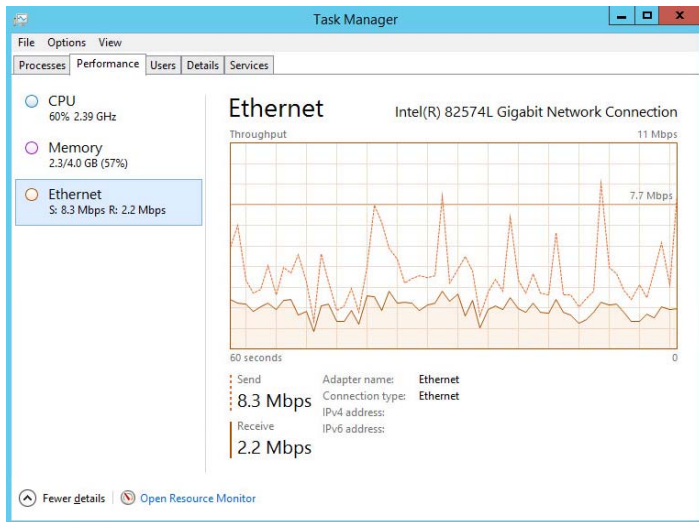 Task Manager
File Options View
Processes Performance Users Details Services
CPU
60% 2.39 GHz
Memory
2.3/4.0 GB (57%)
Ethernet
S: 8.3 Mbps R: 2.2 Mbps
Ethernet Intel(R) 82574L Gigabit Network Connection
Throughput 11 Mbps
7.7 Mbps
60 seconds 0
Send
8.3 Mbps
Receive
2.2 Mbps
Adapter name: Ethernet
Connection type: Ethernet
IPv4 address:
IPv6 address:
Fewer details Open Resource Monitor